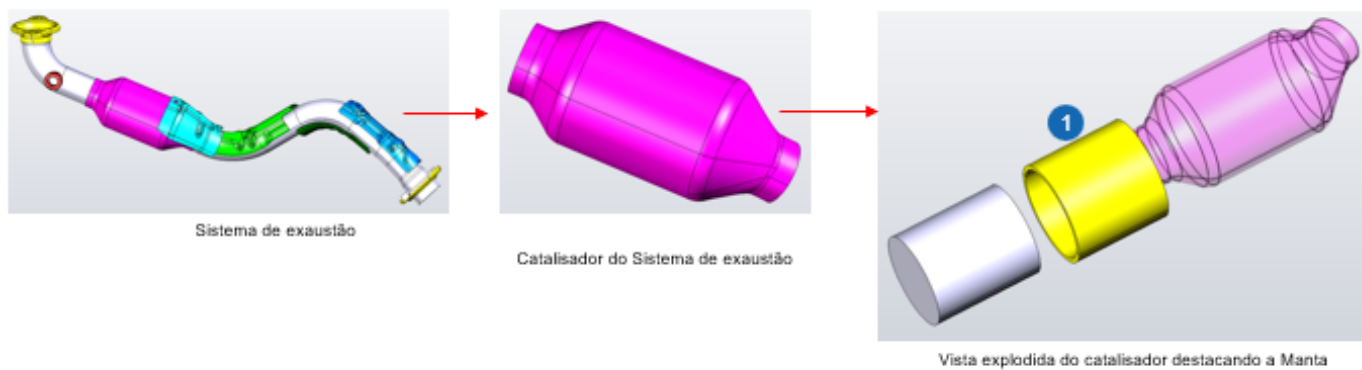 1
Sistema de exaustão
Catalisador do Sistema de exaustão
Vista explodida do catalisador destacando a Manta